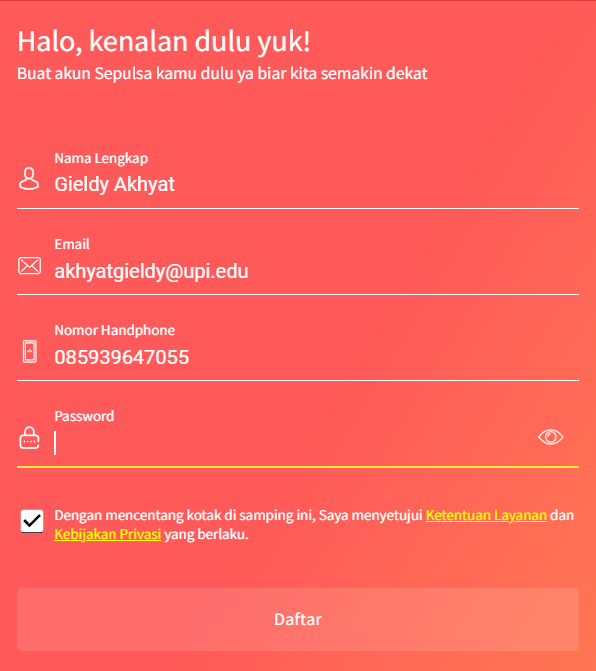 Halo, kenalan dulu yuk!
Buat akun Sepulsa kamu dulu ya biar kita semakin dekat
Nama Lengkap
Gieldy Akhyat
Email
akhyatgieldy@upi.edu
Nomor Handphone
085939647055
Password
Dengan mencentang kotak di samping ini, Saya menyetujui Ketentuan Layanan dan
Kebijakan Privasi yang berlaku.
Daftar